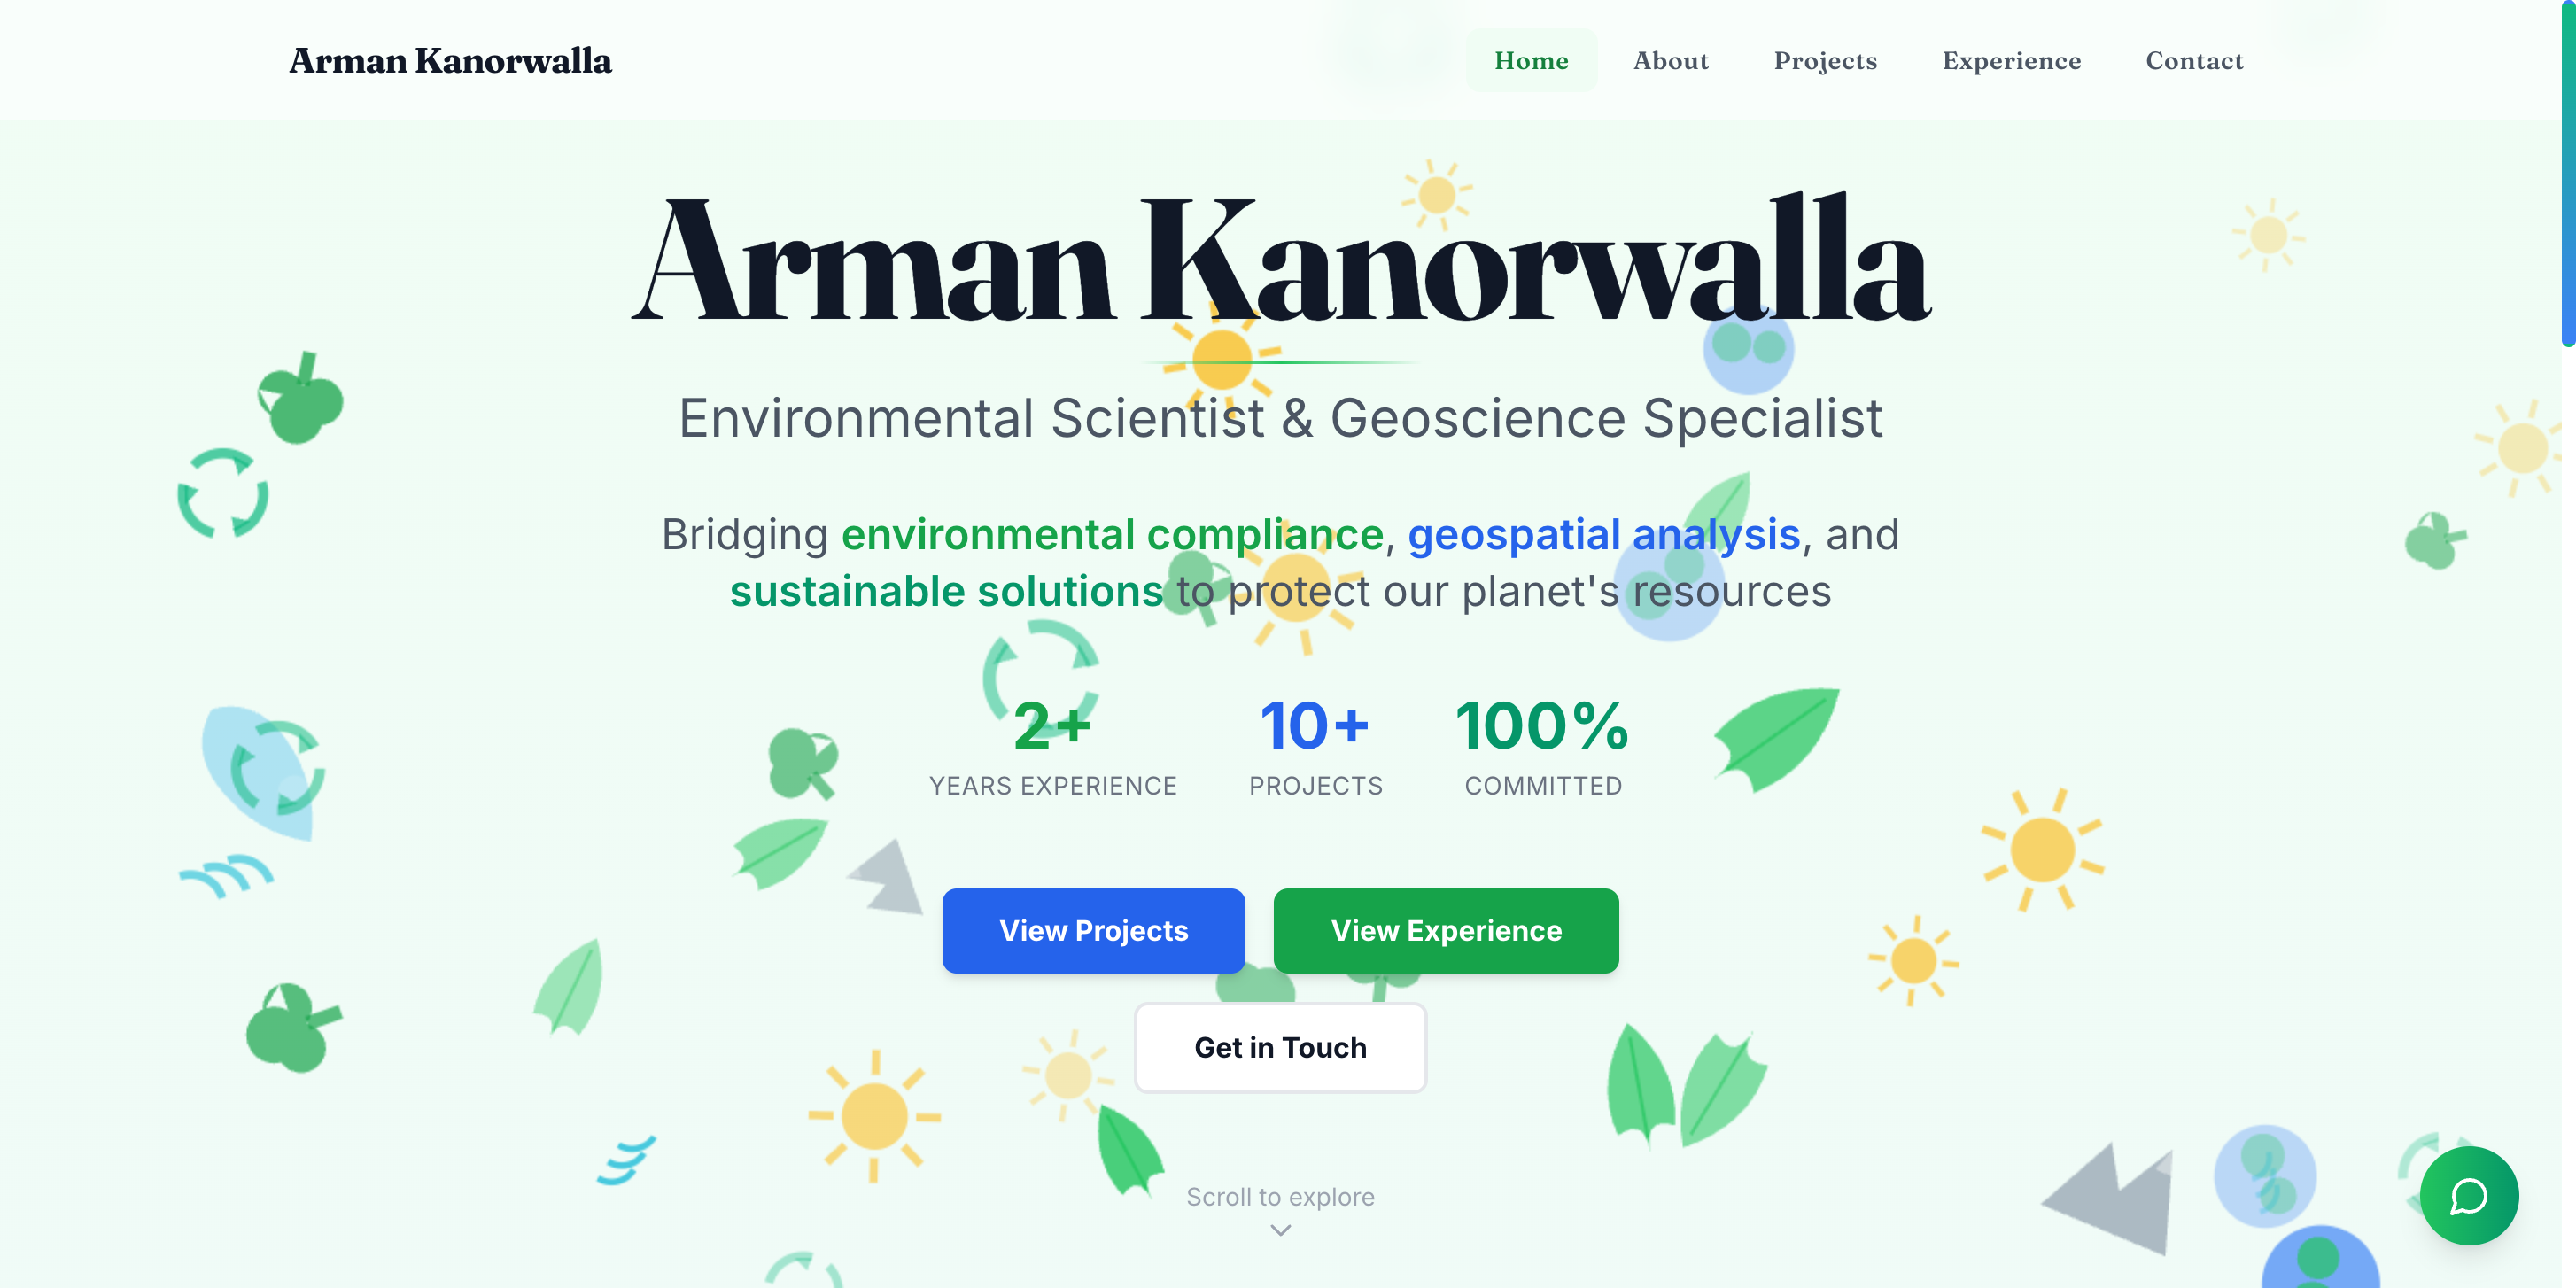 Arman Kanorwalla
Home About Projects Experience Contact
Arman Kanorwalla
Environmental Scientist & Geoscience Specialist
Bridging environmental compliance, geospatial analysis, and
sustainable solutions to protect our planet's resources
2+ 10+ 100%
YEARS EXPERIENCE PROJECTS COMMITTED
View Projects View Experience
Get in Touch
Scroll to explore